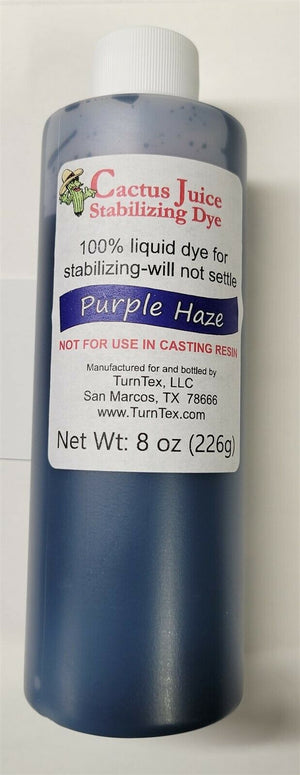 Cactus Juice
Stabilizing Dye
100% liquid dye for
stabilizing-will not settle
Purple Haze
NOT FOR USE IN CASTING RESIN
Manufactured for and bottled by
TurnTex, LLC
San Marcos, TX 78666
www.TurnTex.com
Net Wt: 8 oz (226g)